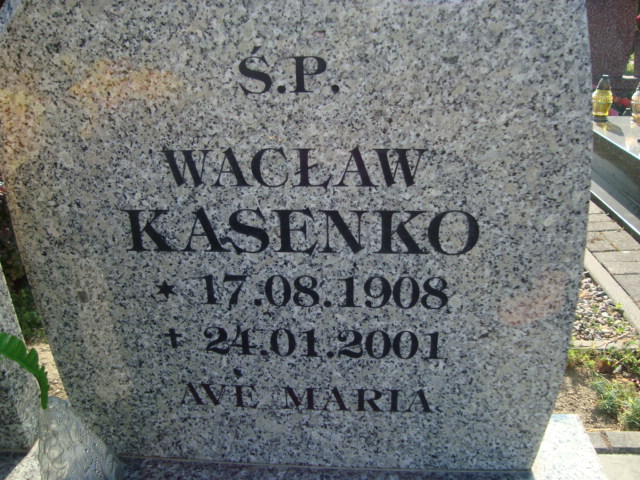 Ś.P.
WACŁAW
KASENKO
* 17.08.1908
+ 24.01.2001
AVE MARIA